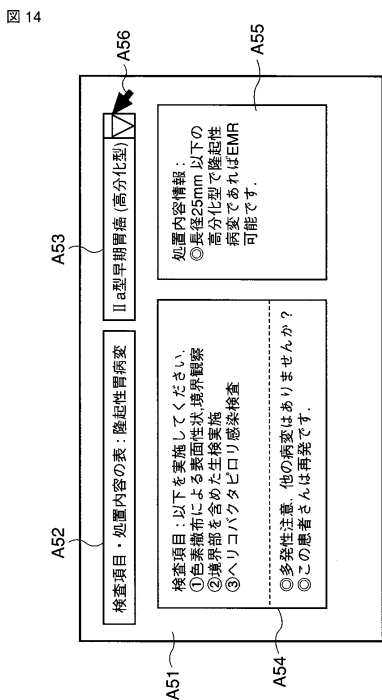 図 14
A56
A53
A52
検査項目・処置内容の表：隆起性胃病変
Ⅱa型早期胃癌 (高分化型)
A51
検査項目：以下を実施してください.
①色素撒布による表面性状,境界観察
②境界部を含めた生検実施
③ヘリコバクタピロリ感染検査
◎多発性注意、他の病変はありませんか？
◎この患者さんは再発です.
A54
処置内容情報：
◎長径25mm 以下の
高分化型で隆起性
病変であればEMR
可能です.
A55